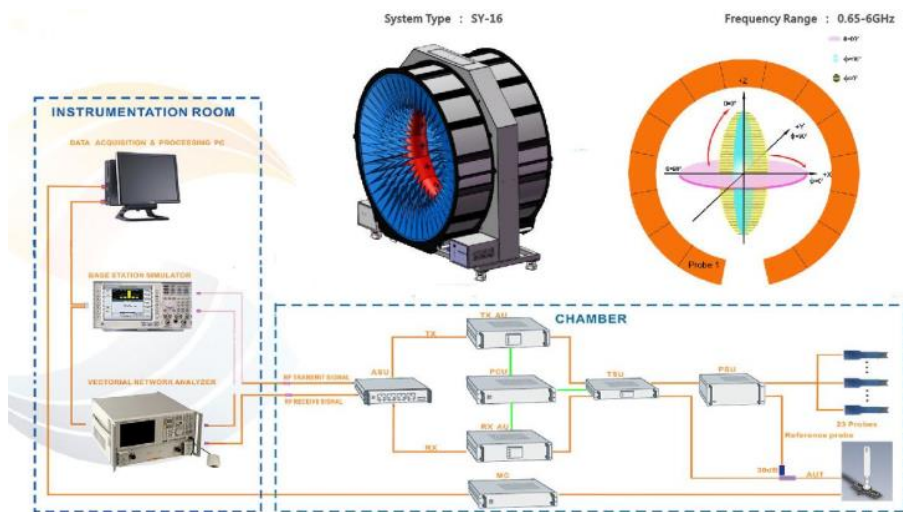 System Type : SY-16
Frequency Range : 0.65-6GHz
INSTRUMENTATION ROOM
DATA ACQUISITION & PROCESSING PC
BASE STATION SIMULATOR
VECTORIAL NETWORK ANALYZER
+Z
+Y
+X
Probe 1
CHAMBER
TX AU
TX
ASU
PCU
TSU
PSU
RF TRANSMIT SIGNAL
RF RECEIVE SIGNAL
RX AU
RX
23 Probes
Reference probe
AUT
MC